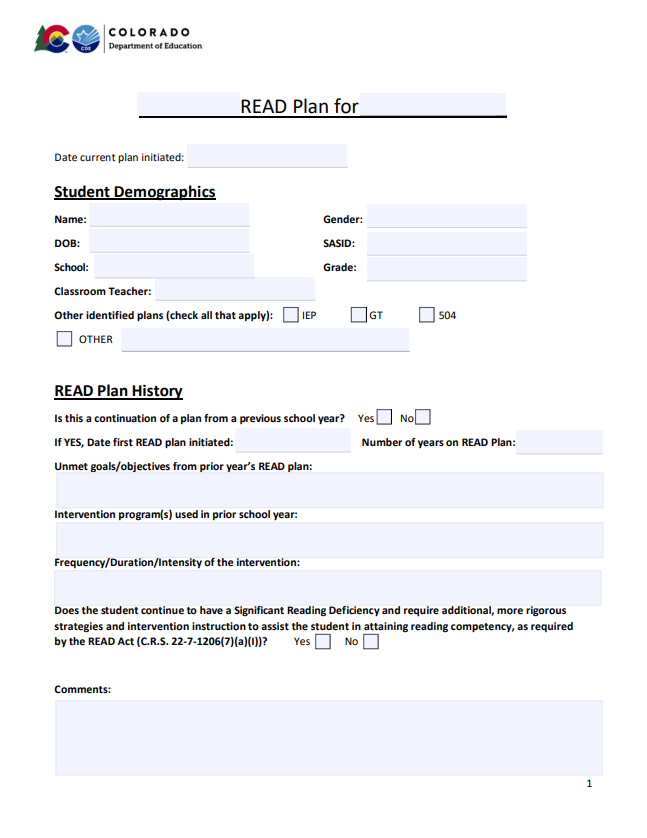 COLORADO
Department of Education
CDE
READ Plan for
Date current plan initiated:
Student Demographics
Name: Gender:
DOB: SASID:
School: Grade:
Classroom Teacher:
Other identified plans (check all that apply): IEP GT 504
OTHER
READ Plan History
Is this a continuation of a plan from a previous school year? Yes No
If YES, Date first READ plan initiated: Number of years on READ Plan:
Unmet goals/objectives from prior year’s READ plan:
Intervention program(s) used in prior school year:
Frequency/Duration/Intensity of the intervention:
Does the student continue to have a Significant Reading Deficiency and require additional, more rigorous
strategies and intervention instruction to assist the student in attaining reading competency, as required
by the READ Act (C.R.S. 22-7-1206(7)(a)(I))? Yes No
Comments:
1